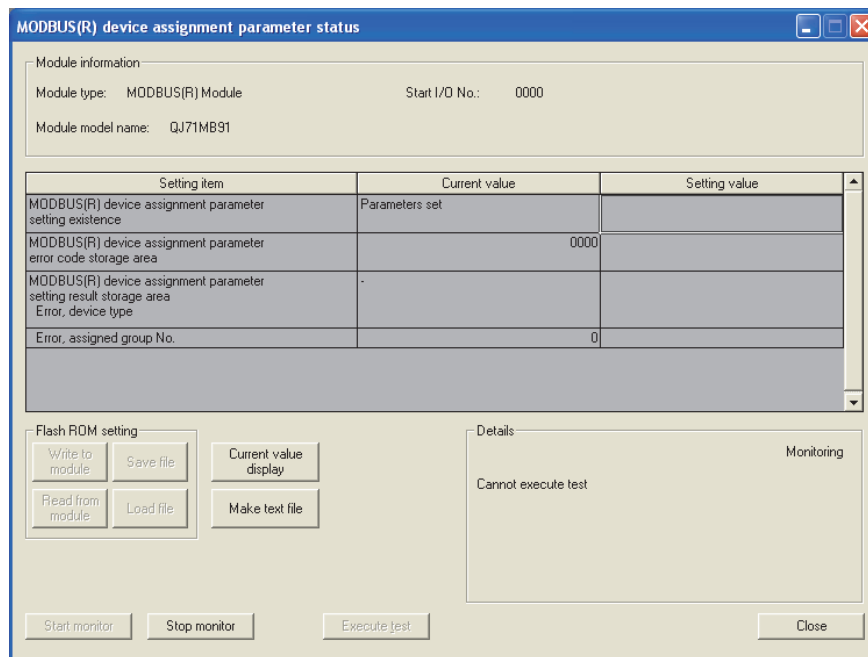 MODBUS(R) device assignment parameter status
Module information
Module type: MODBUS(R) Module Start I/O No.: 0000
Module model name: QJ71MB91
Setting item Current value Setting value
MODBUS(R) device assignment parameter Parameters set
setting existence
MODBUS(R) device assignment parameter 0000
error code storage area
MODBUS(R) device assignment parameter -
setting result storage area
Error, device type
Error, assigned group No. 0
Flash ROM setting
Write to
module
Save file
Current value
display
Read from
module
Load file
Make text file
Details
Monitoring
Cannot execute test
Start monitor Stop monitor Execute test Close